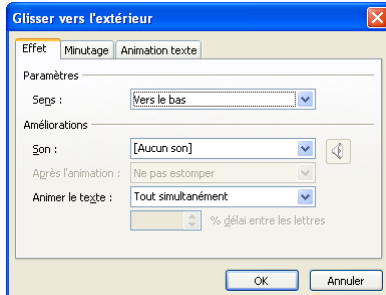 Glisser vers l'extérieur
Effet Minutage Animation texte
Paramètres
Sens : Vers le bas
Améliorations
Son : [Aucun son]
Après l'animation : Ne pas estomper
Animer le texte : Tout simultanément
% délai entre les lettres
OK Annuler